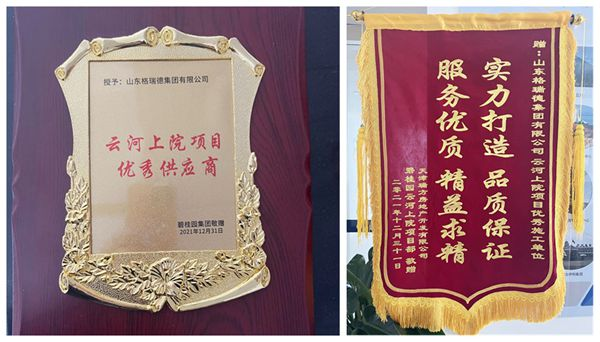 授予：山东格瑞德集团有限公司
云河上院项目
优秀供应商
碧桂园集团敬赠
2021年12月31日
赠：山东格瑞德集团有限公司云河上院项目优秀施工单位
实力打造 品质保证
服务优质 精益求精
天津瑞方房地产开发有限公司
碧桂园云河上院项目部 敬赠
二零二一年十二月三十一日